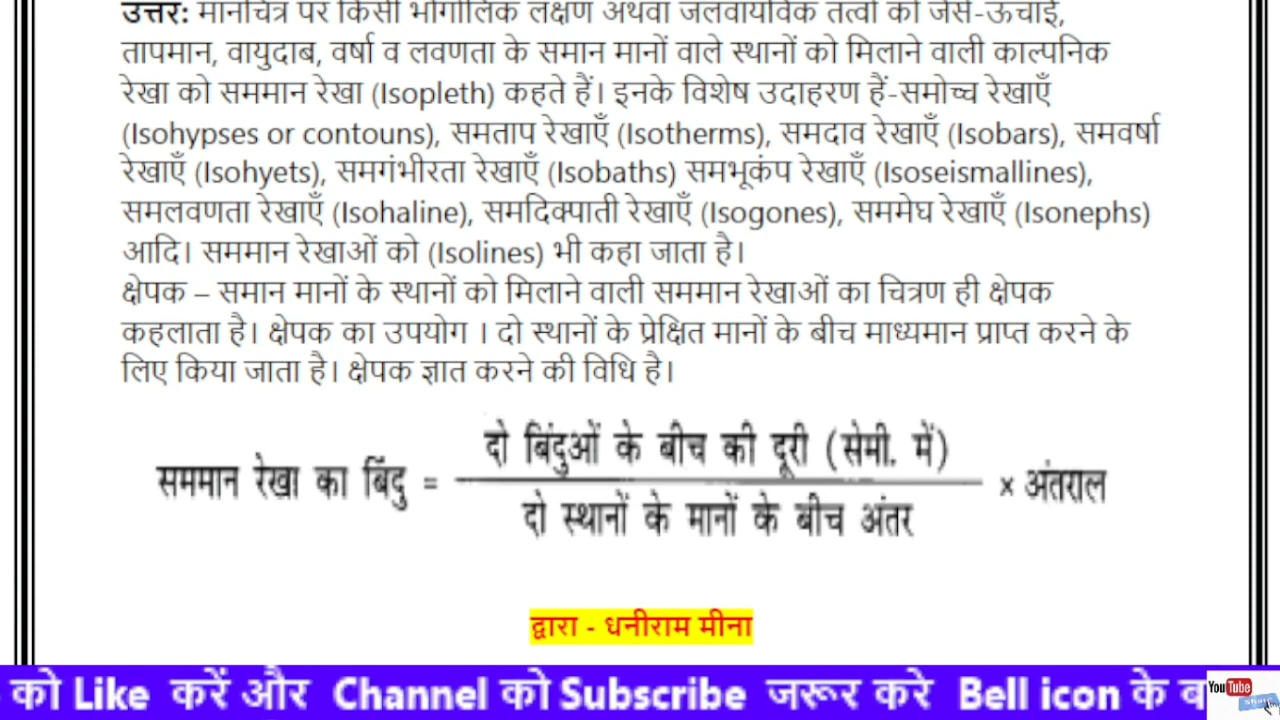 उत्तर: मानचित्र पर किसी भौगोलिक लक्षण अथवा जलवायविक तत्वों को जैसे-ऊँचाई,
तापमान, वायुदाब, वर्षा व लवणता के समान मानों वाले स्थानों को मिलाने वाली काल्पनिक
रेखा को सममान रेखा (Isopleth) कहते हैं। इनके विशेष उदाहरण हैं-समोच्च रेखाएँ
(Isohypses or contouns), समताप रेखाएँ (Isotherms), समदाव रेखाएँ (Isobars), समवर्षा
रेखाएँ (Isohyets), समगंभीरता रेखाएँ (Isobaths) समभूकंप रेखाएँ (Isoseismallines),
समलवणता रेखाएँ (Isohaline), समदिक्पाती रेखाएँ (Isogones), सममेघ रेखाएँ (Isonephs)
आदि। सममान रेखाओं को (Isolines) भी कहा जाता है।
क्षेपक – समान मानों के स्थानों को मिलाने वाली सममान रेखाओं का चित्रण ही क्षेपक
कहलाता है। क्षेपक का उपयोग । दो स्थानों के प्रेक्षित मानों के बीच माध्यमान प्राप्त करने के
लिए किया जाता है। क्षेपक ज्ञात करने की विधि है।
दो बिंदुओं के बीच की दूरी (सेमी. में)
सममान रेखा का बिंदु = × अंतराल
दो स्थानों के मानों के बीच अंतर
द्वारा - धनीराम मीना
को Like करें और Channel को Subscribe जरूर करे Bell icon के ब
YouTube
Share